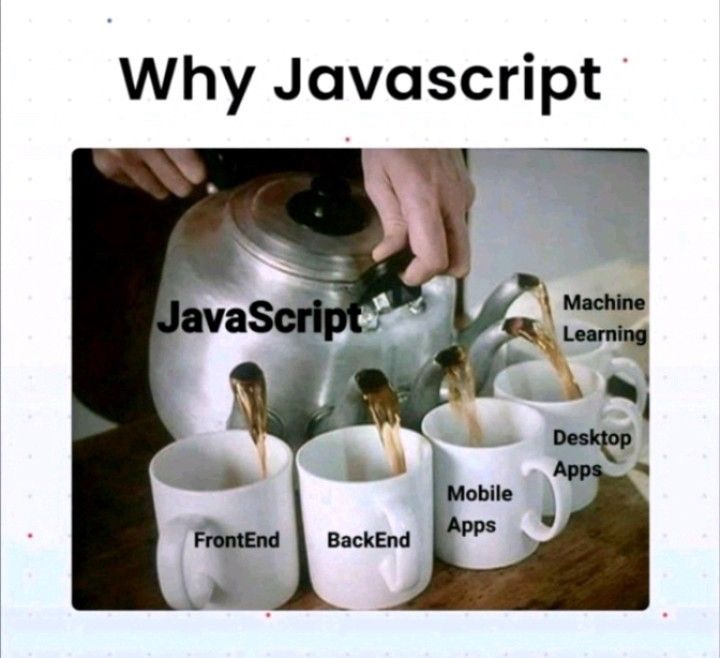 Why Javascript
JavaScript
Machine
Learning
Desktop
Apps
Mobile
Apps
FrontEnd
BackEnd